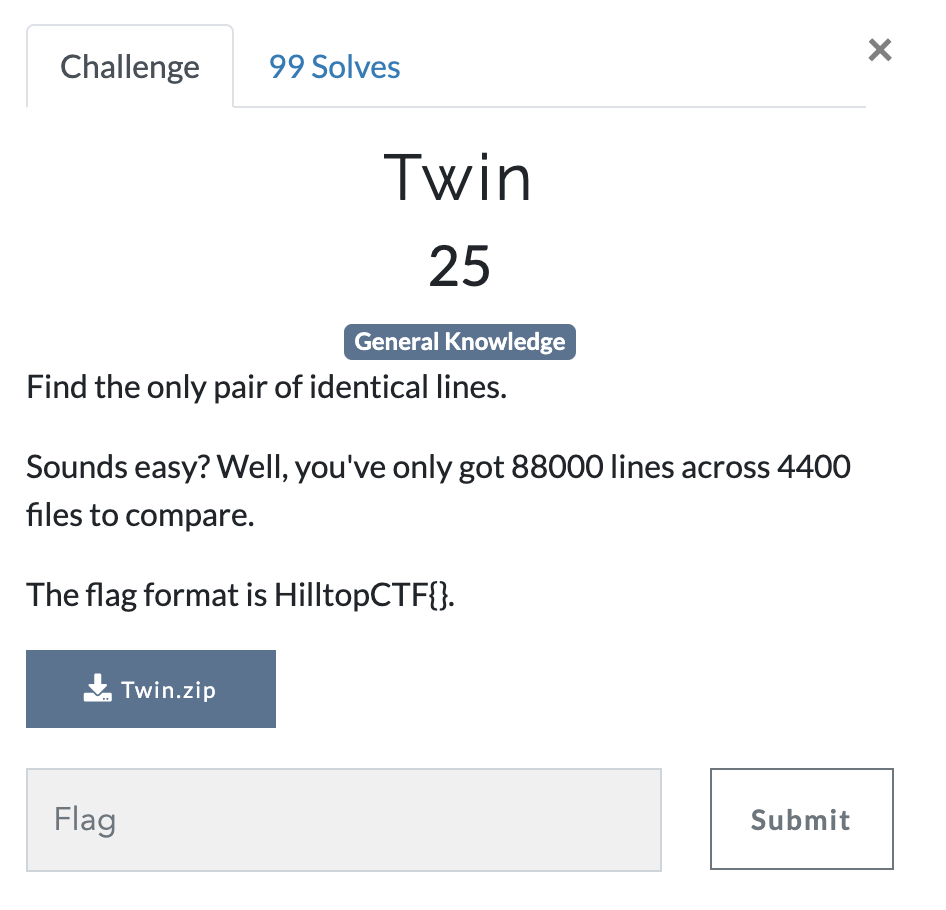 Challenge
99 Solves
×
Twin
25
General Knowledge
Find the only pair of identical lines.
Sounds easy? Well, you've only got 88000 lines across 4400
files to compare.
The flag format is HilltopCTF{}.
Twin.zip
Flag
Submit